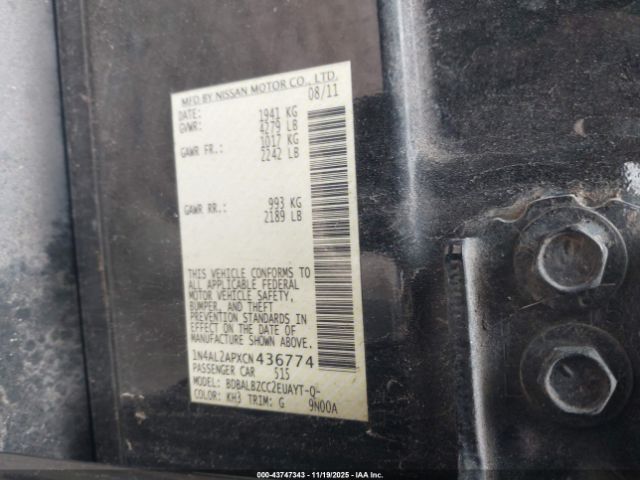 MFD BY NISSAN MOTOR CO., LTD.
DATE: 08/11
GVWR: 1941 KG
4279 LB
GAWR FR.: 1017 KG
2242 LB
GAWR RR.: 993 KG
2189 LB
THIS VEHICLE CONFORMS TO
ALL APPLICABLE FEDERAL
MOTOR VEHICLE SAFETY,
BUMPER, AND THEFT
PREVENTION STANDARDS IN
EFFECT ON THE DATE OF
MANUFACTURE SHOWN ABOVE.
1N4AL2APXCN436774
PASSENGER CAR 515
MODEL: BDBALBZCC2EUAYT-Q-
COLOR: KH3 TRIM: G 9N00A
000-43747343 | 11/19/2025 | IAA Inc.